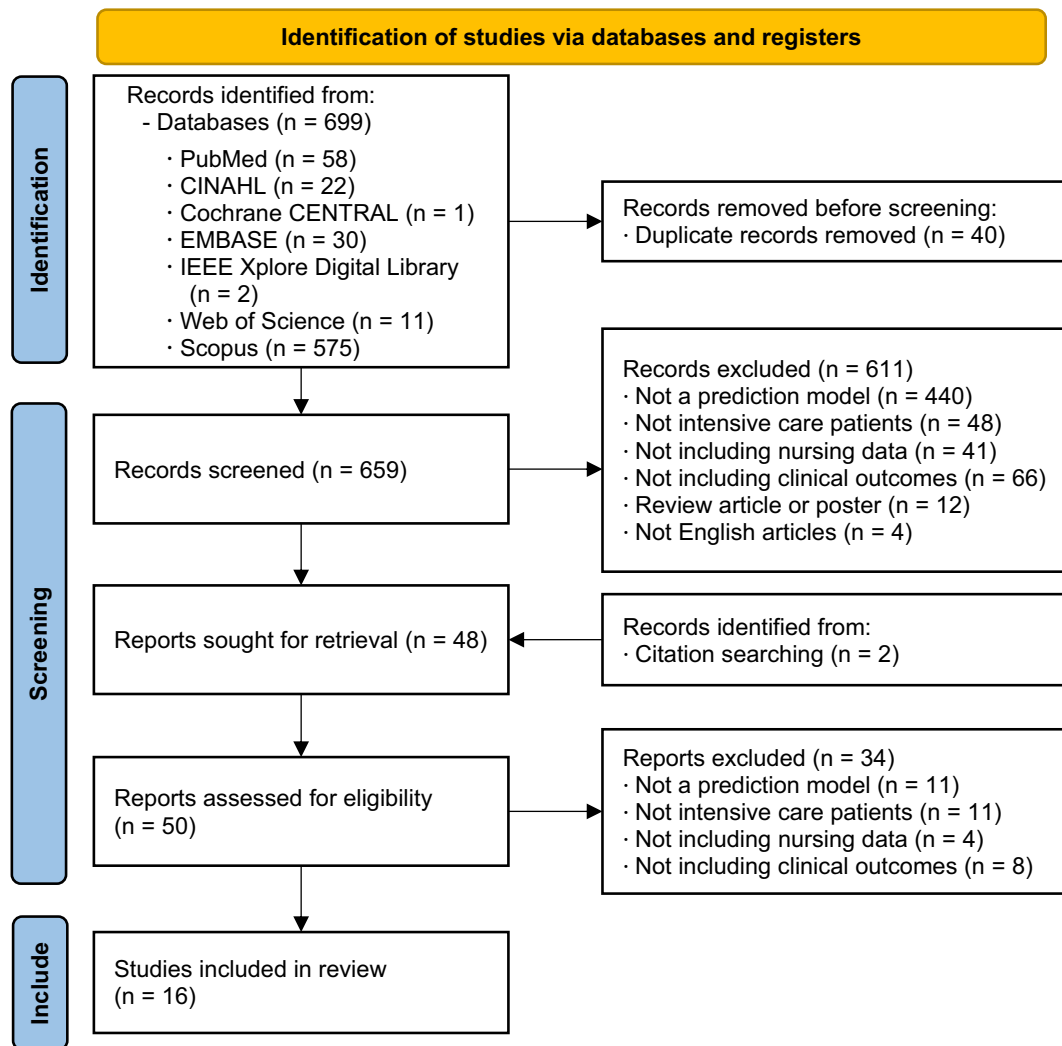 Identification of studies via databases and registers
Identification
Records identified from:
- Databases (n = 699)
· PubMed (n = 58)
· CINAHL (n = 22)
· Cochrane CENTRAL (n = 1)
· EMBASE (n = 30)
· IEEE Xplore Digital Library
(n = 2)
· Web of Science (n = 11)
· Scopus (n = 575)
Records removed before screening:
· Duplicate records removed (n = 40)
Screening
Records screened (n = 659)
Records excluded (n = 611)
· Not a prediction model (n = 440)
· Not intensive care patients (n = 48)
· Not including nursing data (n = 41)
· Not including clinical outcomes (n = 66)
· Review article or poster (n = 12)
· Not English articles (n = 4)
Reports sought for retrieval (n = 48)
Records identified from:
· Citation searching (n = 2)
Reports assessed for eligibility
(n = 50)
Reports excluded (n = 34)
· Not a prediction model (n = 11)
· Not intensive care patients (n = 11)
· Not including nursing data (n = 4)
· Not including clinical outcomes (n = 8)
Include
Studies included in review
(n = 16)